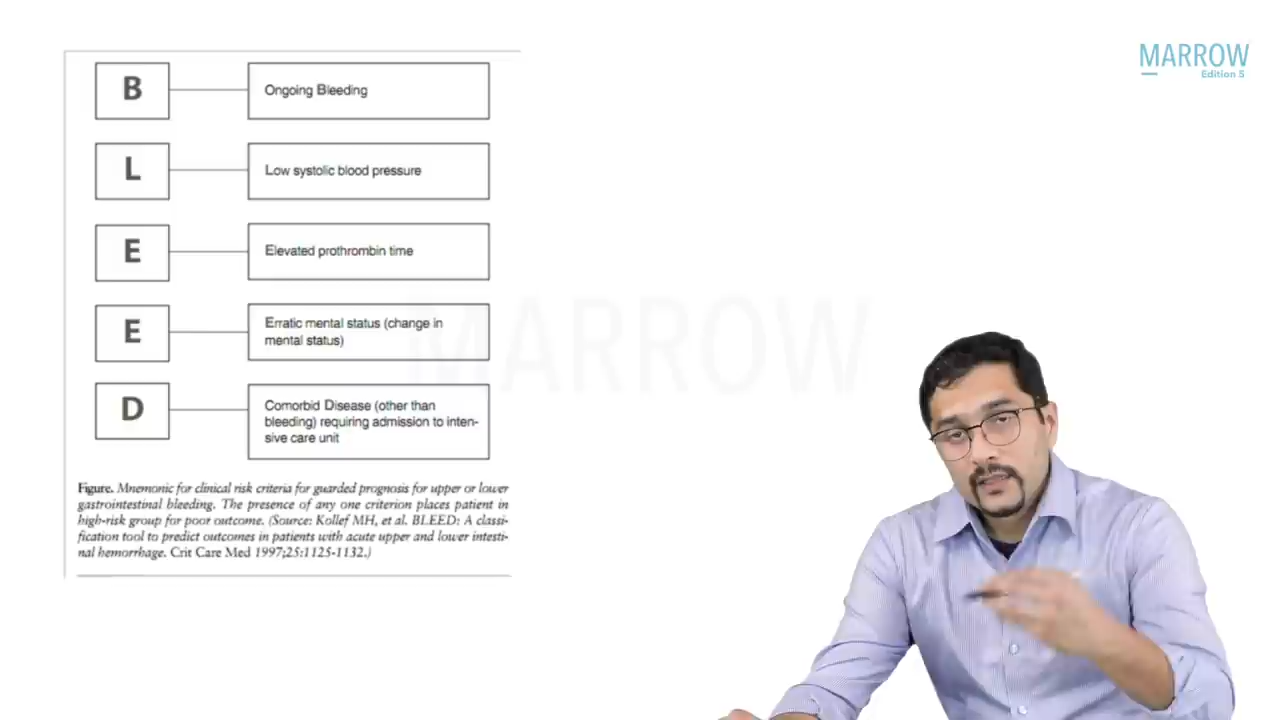 MARROW
Edition 5
B
Ongoing Bleeding
L
Low systolic blood pressure
E
Elevated prothrombin time
E
Erratic mental status (change in
mental status)
D
Comorbid Disease (other than
bleeding) requiring admission to inten-
sive care unit
Figure. Mnemonic for clinical risk criteria for guarded prognosis for upper or lower
gastrointestinal bleeding. The presence of any one criterion places patient in
high-risk group for poor outcome. (Source: Kollef MH, et al. BLEED: A classi-
fication tool to predict outcomes in patients with acute upper and lower intesti-
nal hemorrhage. Crit Care Med 1997;25:1125-1132.)
MARROW